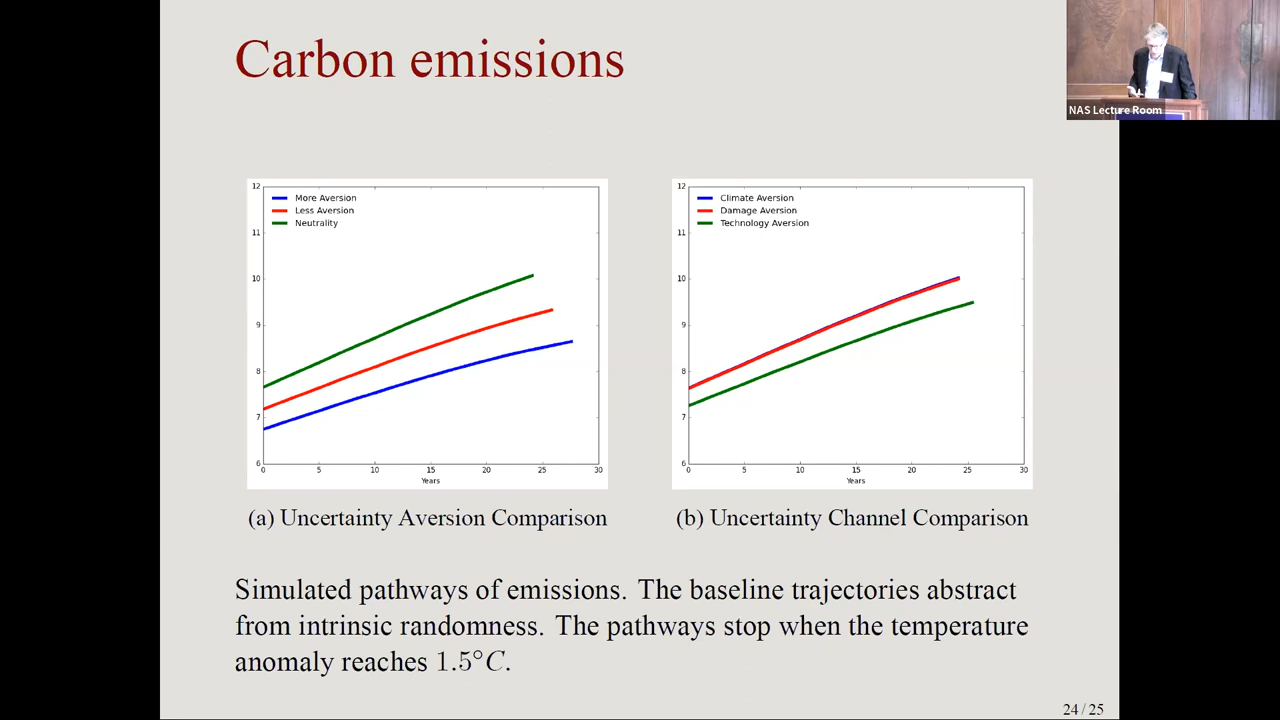 Carbon emissions
NAS Lecture Room
12
11
10
9
8
7
6
More Aversion
Less Aversion
Neutrality
0 5 10 15 20 25 30
Years
12
11
10
9
8
7
6
Climate Aversion
Damage Aversion
Technology Aversion
0 5 10 15 20 25 30
Years
(a) Uncertainty Aversion Comparison
(b) Uncertainty Channel Comparison
Simulated pathways of emissions. The baseline trajectories abstract
from intrinsic randomness. The pathways stop when the temperature
anomaly reaches 1.5°C.
24 / 25